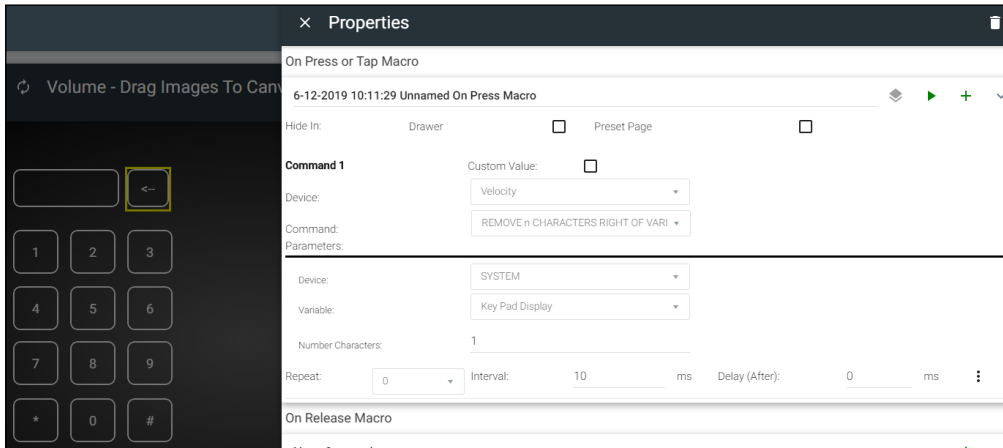 Properties
On Press or Tap Macro
Volume - Drag Images To Canv
6-12-2019 10:11:29 Unnamed On Press Macro
Hide In: Drawer Preset Page
Command 1 Custom Value:
<--
Device: Velocity
Command: REMOVE n CHARACTERS RIGHT OF VARI
Parameters:
1 2 3
Device: SYSTEM
Variable: Key Pad Display
4 5 6
Number Characters: 1
7 8 9
Repeat: 0 Interval: 10 ms Delay (After): 0 ms
* 0 #
On Release Macro